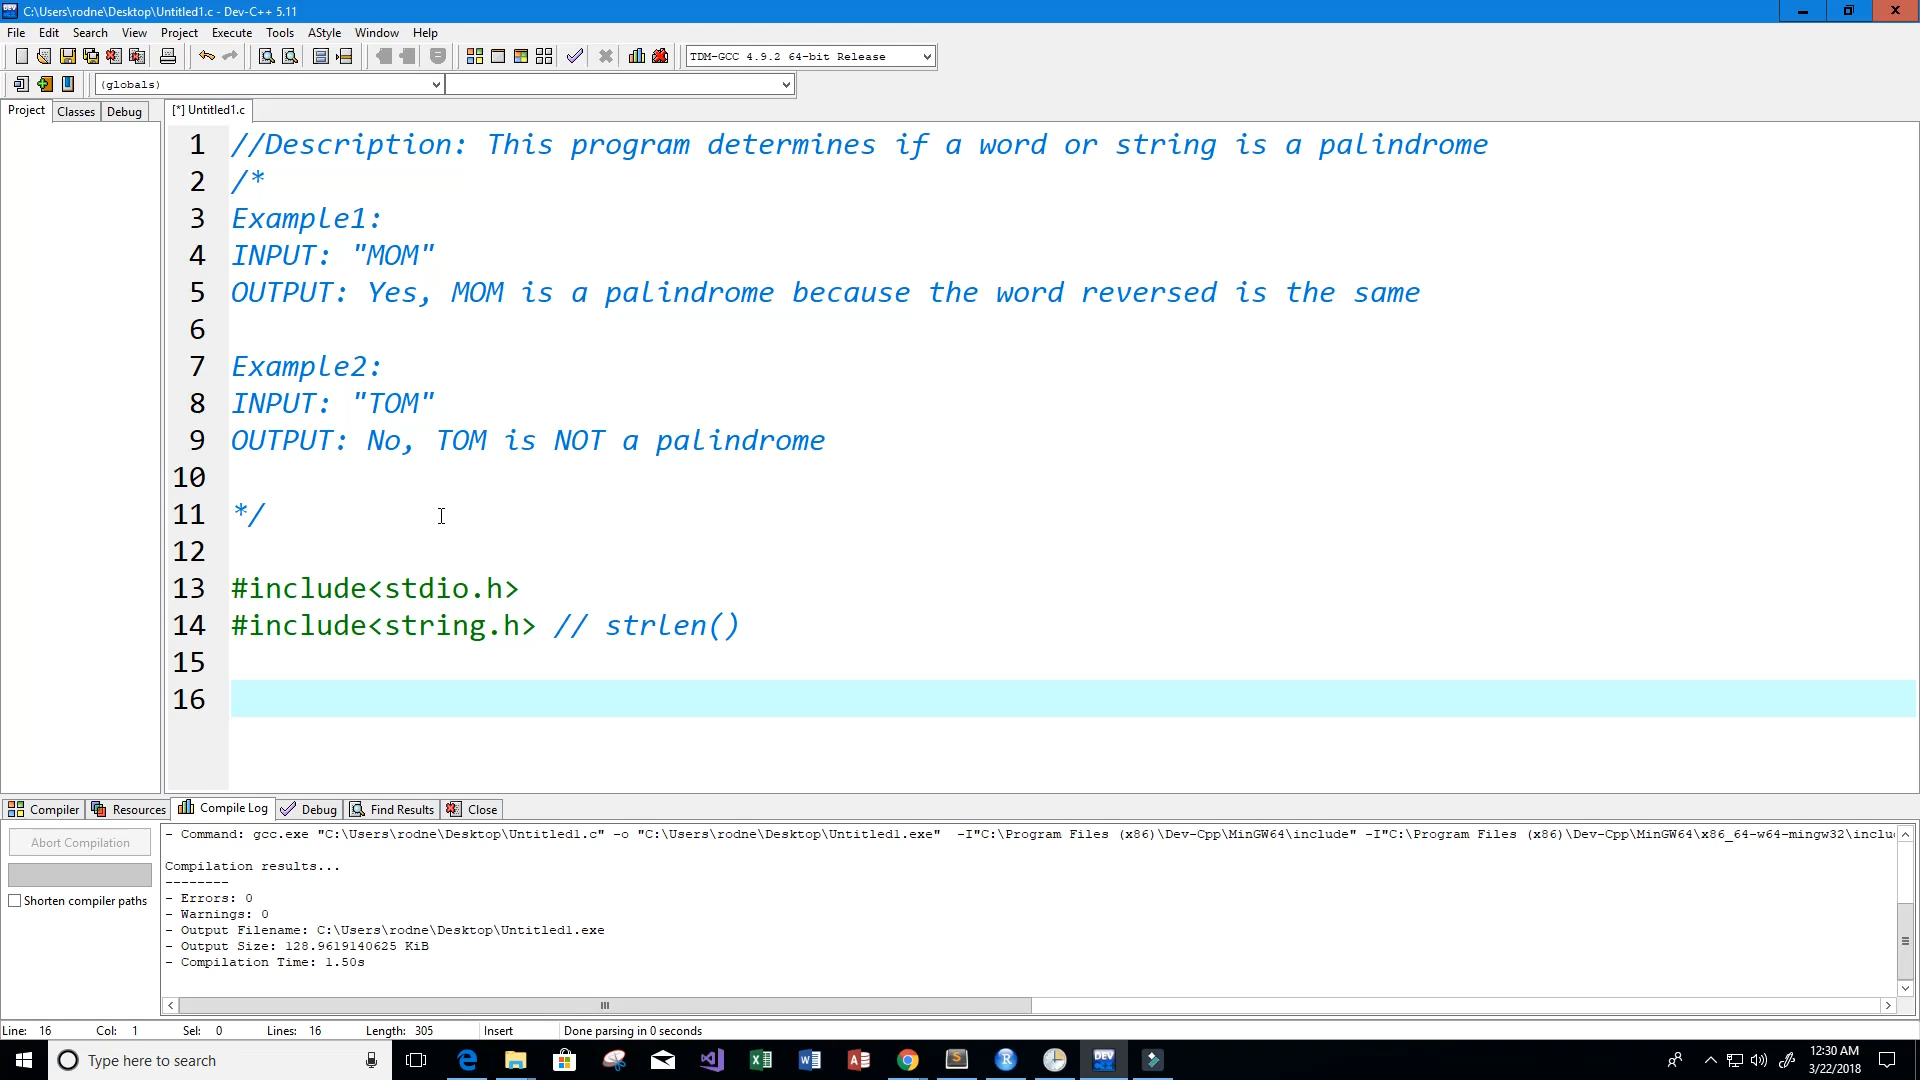 C:\Users\rodne\Desktop\Untitled1.c - Dev-C++ 5.11
File Edit Search View Project Execute Tools AStyle Window Help
TDM-GCC 4.9.2 64-bit Release
(globals)
Project Classes Debug [*] Untitled1.c
1 //Description: This program determines if a word or string is a palindrome
2 /*
3 Example1:
4 INPUT: "MOM"
5 OUTPUT: Yes, MOM is a palindrome because the word reversed is the same
6
7 Example2:
8 INPUT: "TOM"
9 OUTPUT: No, TOM is NOT a palindrome
10
11 */
12
13 #include<stdio.h>
14 #include<string.h> // strlen()
15
16
Compiler Resources Compile Log Debug Find Results Close
Abort Compilation
Shorten compiler paths
- Command: gcc.exe "C:\Users\rodne\Desktop\Untitled1.c" -o "C:\Users\rodne\Desktop\Untitled1.exe" -I"C:\Program Files (x86)\Dev-Cpp\MinGW64\include" -I"C:\Program Files (x86)\Dev-Cpp\MinGW64\x86_64-w64-mingw32\inclu
Compilation results...
--------
- Errors: 0
- Warnings: 0
- Output Filename: C:\Users\rodne\Desktop\Untitled1.exe
- Output Size: 128.9619140625 KiB
- Compilation Time: 1.50s
Line: 16 Col: 1 Sel: 0 Lines: 16 Length: 305 Insert Done parsing in 0 seconds
Type here to search
DEV
12:30 AM
3/22/2018